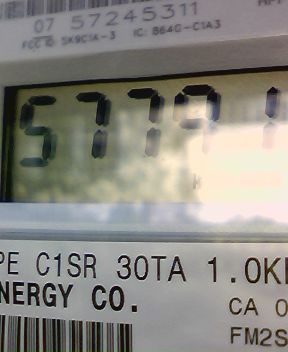 07 57245311
FCC ID: SK9C1A-3 IC: 864G-C1A3
57791
PE C1SR 30TA 1.0K
NERGY CO.
CA 0
FM2S